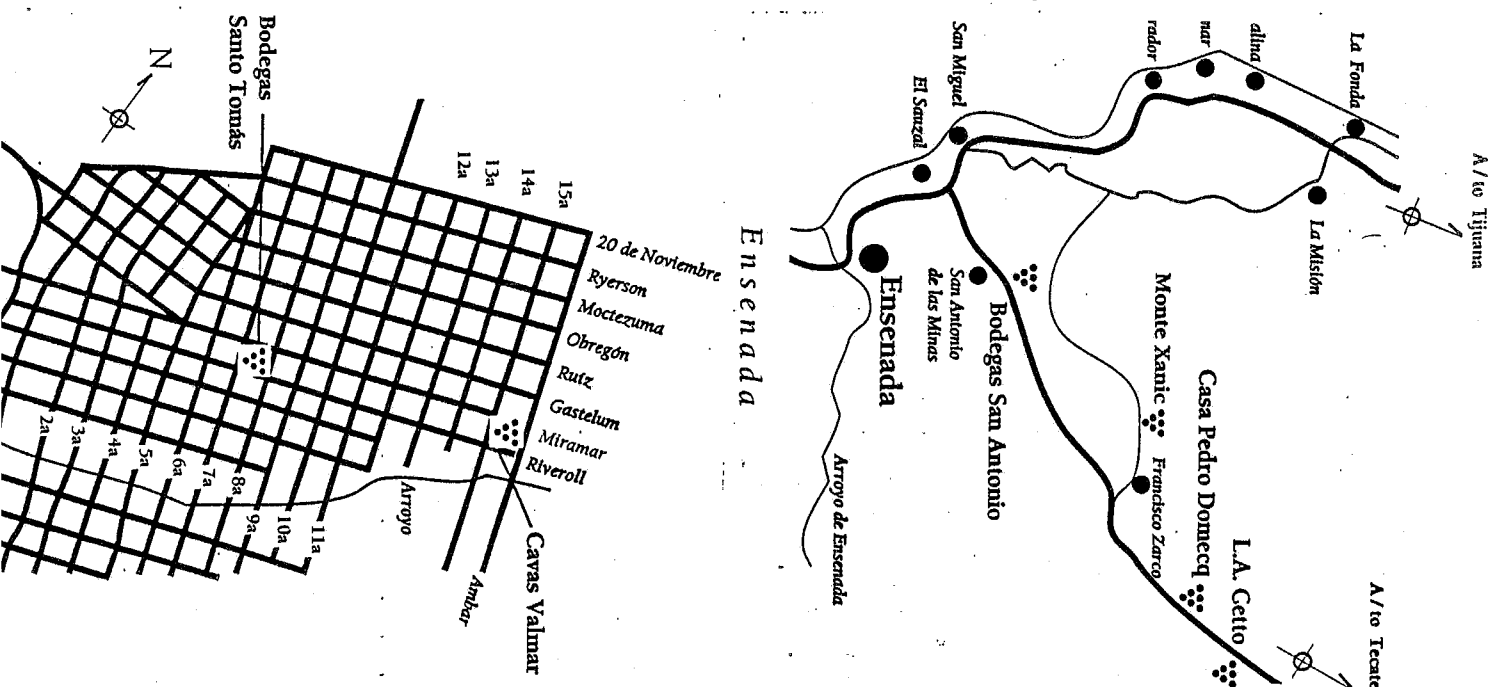 A / to Tijuana
A / to Tecate
La Fonda
La Misión
alina
nar
rador
L.A. Cetto
Casa Pedro Domecq
Monte Xanic
Francisco Zarco
Bodegas San Antonio
San Miguel
San Antonio
de las Minas
El Sauzal
Ensenada
Arroyo de Ensenada
Ensenada
20 de Noviembre
Ryerson
Moctezuma
Obregón
Ruíz
Gastelum
Miramar
Riveroll
15a
14a
13a
12a
Cavas Valmar
Ambar
Arroyo
11a
10a
9a
8a
7a
6a
5a
4a
3a
2a
Bodegas
Santo Tomás
N